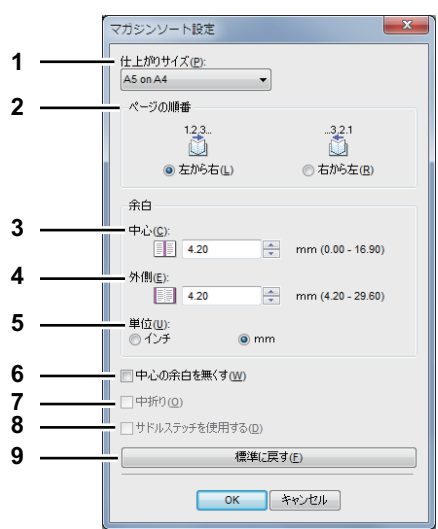 マガジンソート設定
1 仕上がりサイズ(P):
A5 on A4
2 ページの順番
1,2,3... ...3,2,1
左から右(L) 右から左(R)
余白
3 中心(C):
4.20 mm (0.00 - 16.90)
4 外側(E):
4.20 mm (4.20 - 29.60)
5 単位(U):
インチ mm
6 中心の余白を無くす(W)
7 中折り(O)
8 サドルステッチを使用する(D)
9 標準に戻す(F)
OK キャンセル